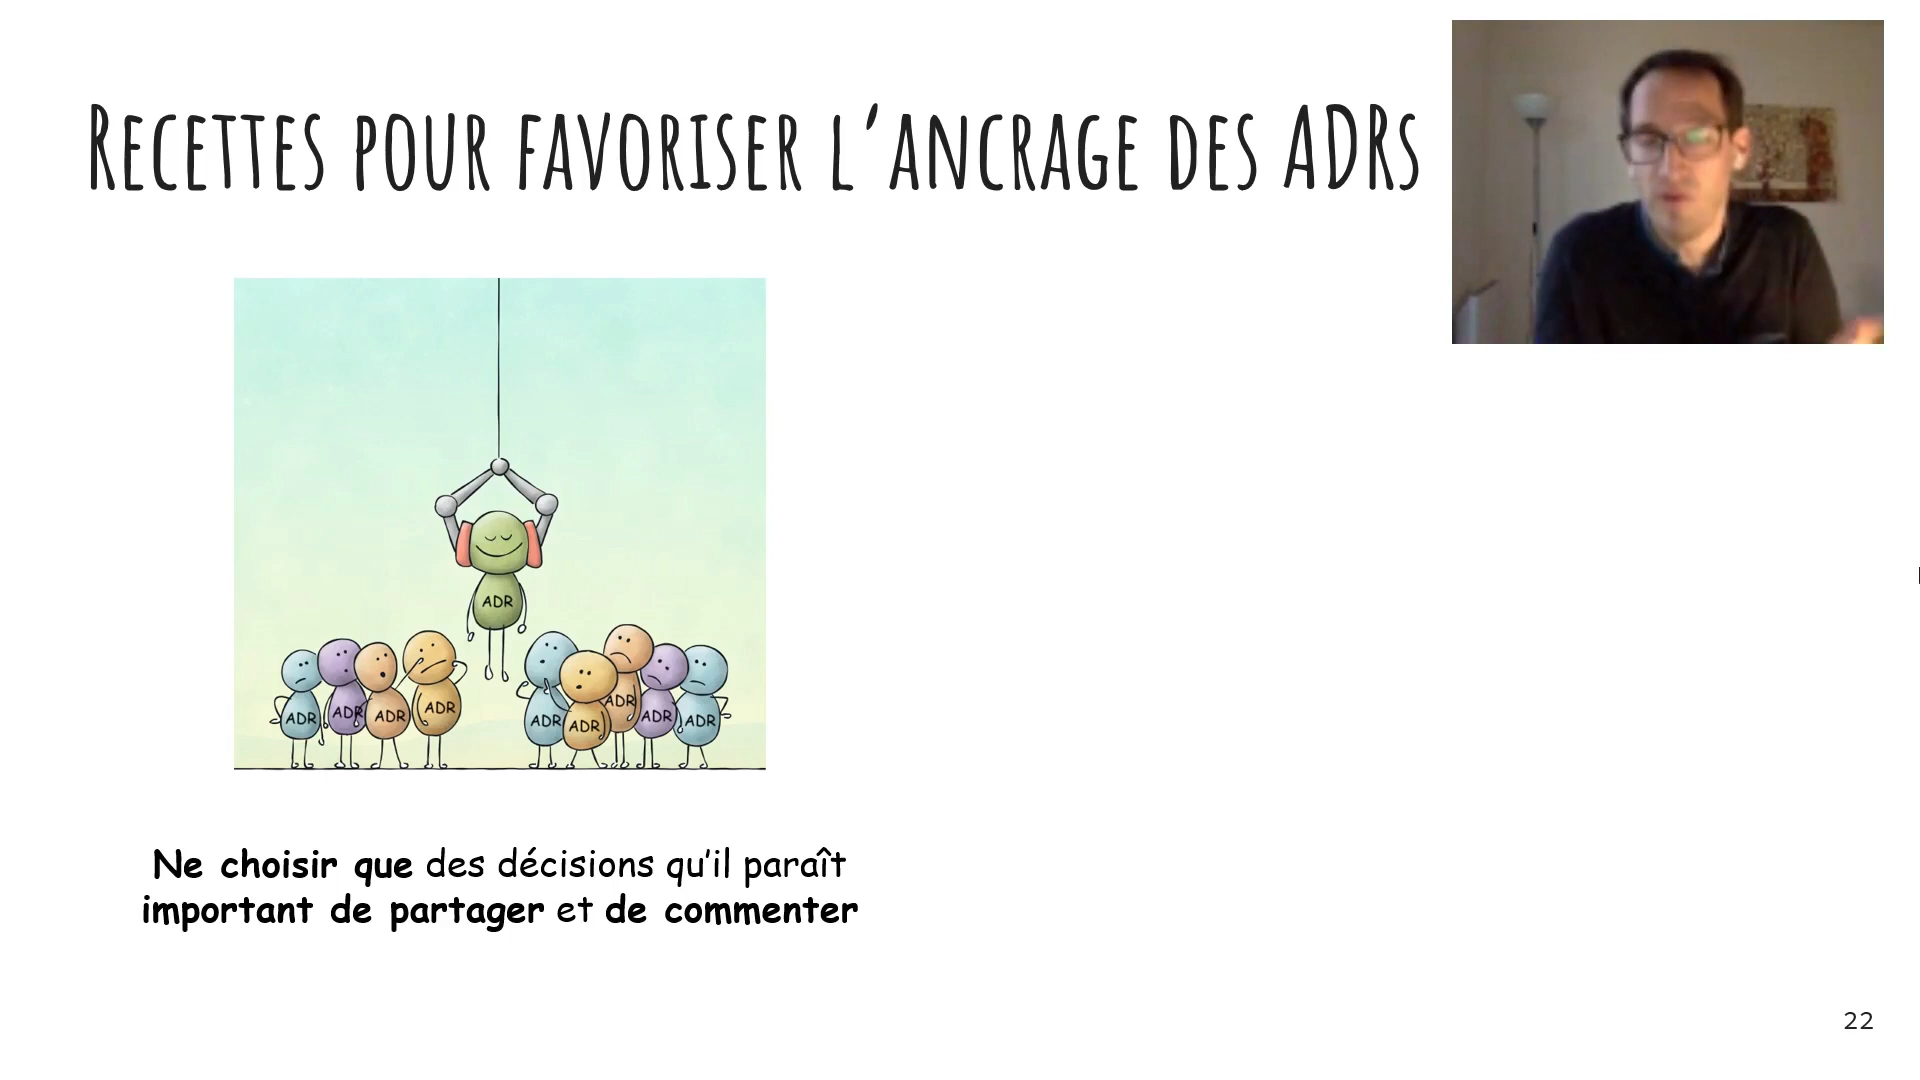 Recettes pour favoriser l’ancrage des ADRs
ADR
ADR
ADR
ADR
ADR
ADR
ADR
ADR
ADR
ADR
Ne choisir que des décisions qu’il paraît
important de partager et de commenter
22